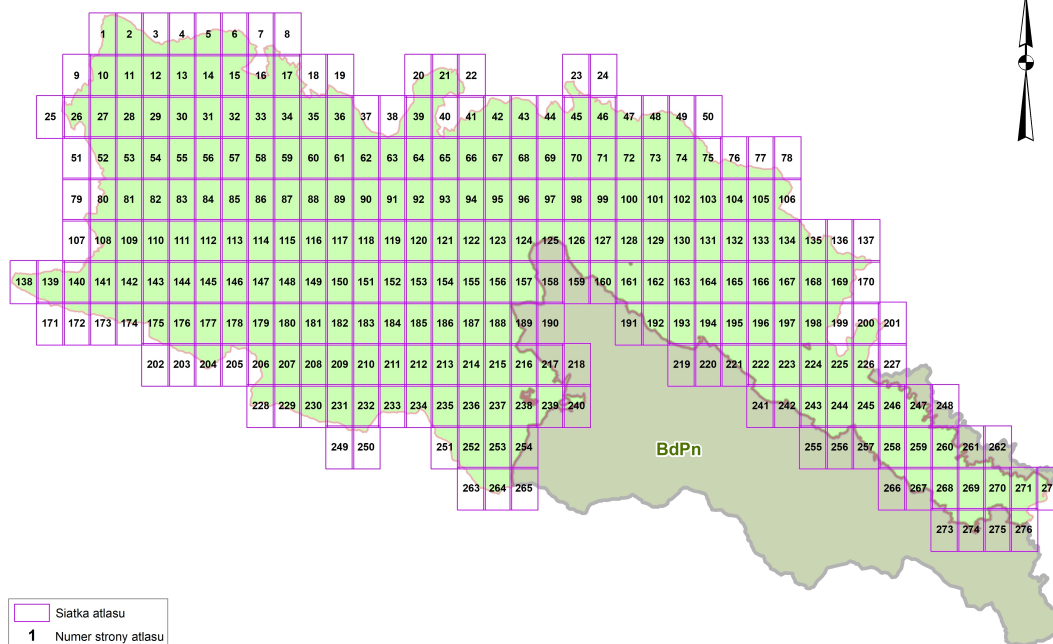 1 2 3 4 5 6 7 8
9 10 11 12 13 14 15 16 17 18 19 20 21 22 23 24
25 26 27 28 29 30 31 32 33 34 35 36 37 38 39 40 41 42 43 44 45 46 47 48 49 50
51 52 53 54 55 56 57 58 59 60 61 62 63 64 65 66 67 68 69 70 71 72 73 74 75 76 77 78
79 80 81 82 83 84 85 86 87 88 89 90 91 92 93 94 95 96 97 98 99 100 101 102 103 104 105 106
107 108 109 110 111 112 113 114 115 116 117 118 119 120 121 122 123 124 125 126 127 128 129 130 131 132 133 134 135 136 137
138 139 140 141 142 143 144 145 146 147 148 149 150 151 152 153 154 155 156 157 158 159 160 161 162 163 164 165 166 167 168 169 170
171 172 173 174 175 176 177 178 179 180 181 182 183 184 185 186 187 188 189 190 191 192 193 194 195 196 197 198 199 200 201
202 203 204 205 206 207 208 209 210 211 212 213 214 215 216 217 218 219 220 221 222 223 224 225 226 227
228 229 230 231 232 233 234 235 236 237 238 239 240 241 242 243 244 245 246 247 248
249 250 251 252 253 254 255 256 257 258 259 260 261 262
BdPn
263 264 265 266 267 268 269 270 271
273 274 275 276
Siatka atlasu
1 Numer strony atlasu